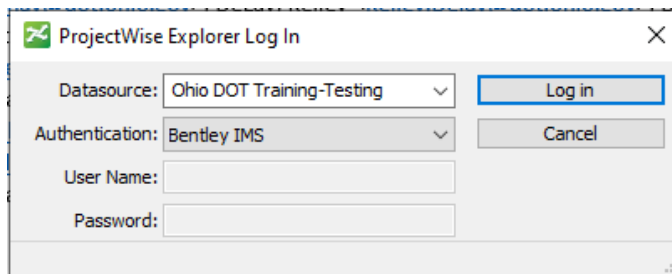 ProjectWise Explorer Log In
Datasource: Ohio DOT Training-Testing Log in
Authentication: Bentley IMS Cancel
User Name:
Password: